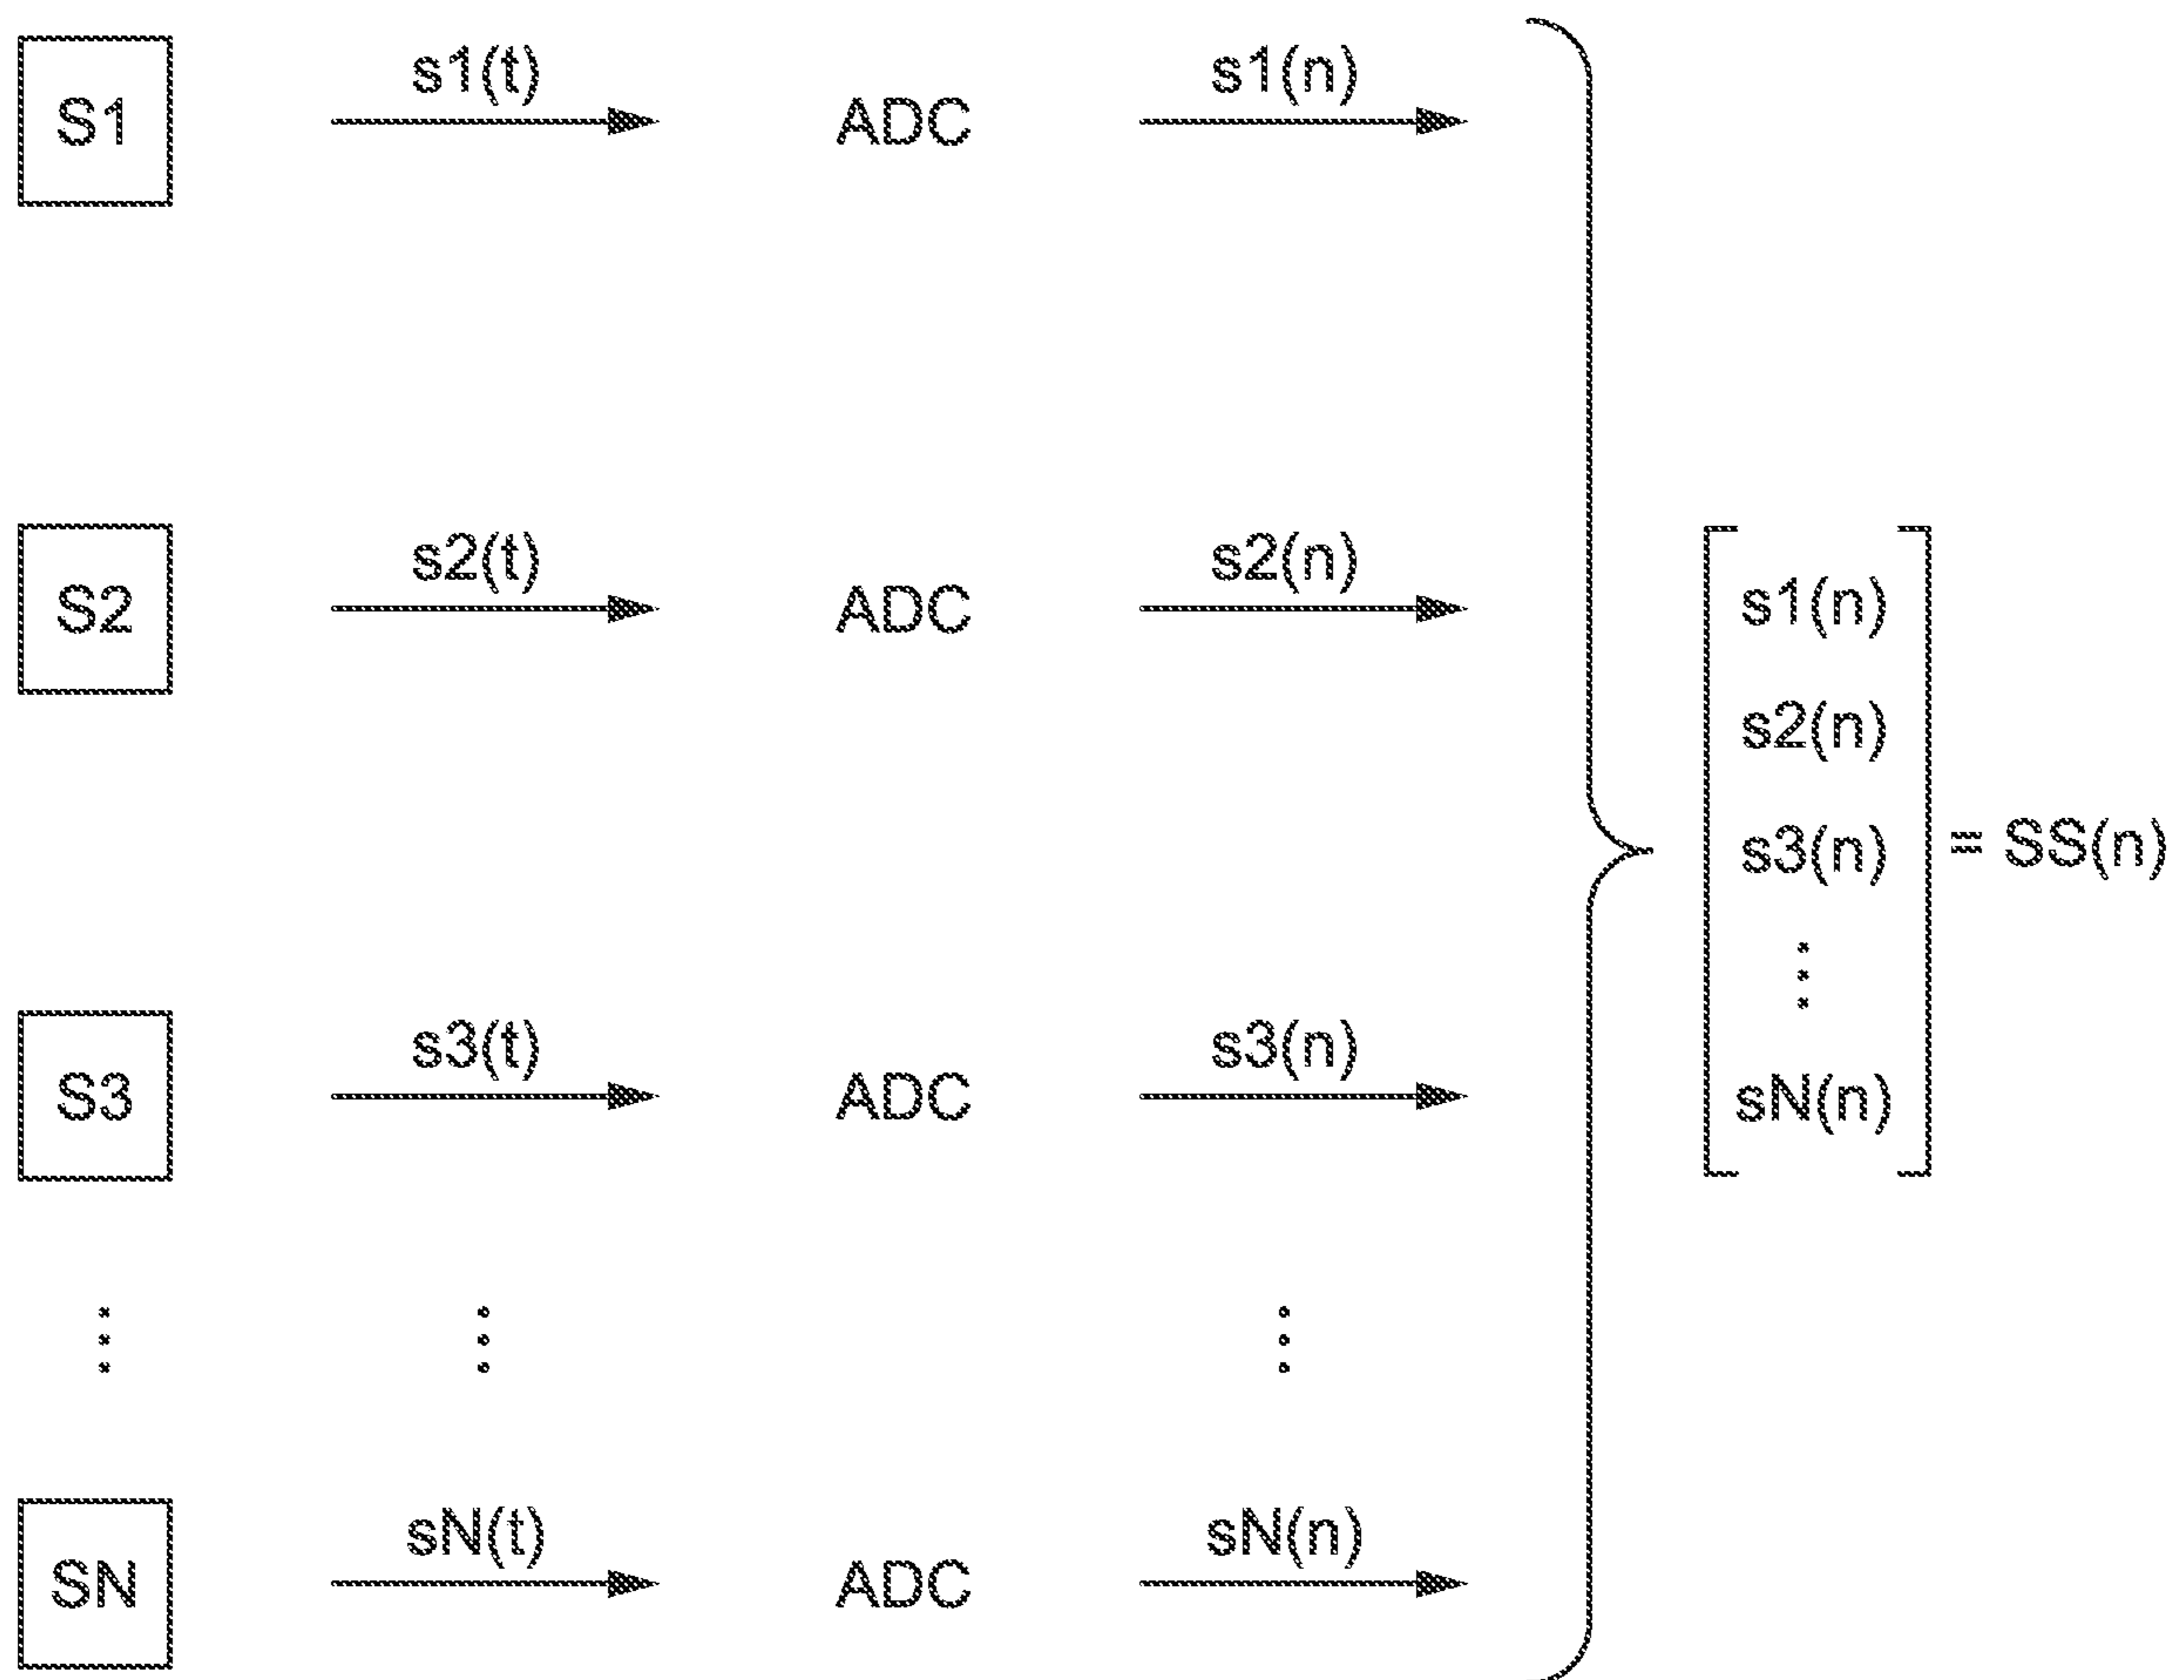 s1(t) s1(n)
S1 ADC
s2(t) s2(n)
S2 ADC
s3(t) s3(n)
S3 ADC
⋮ ⋮ ⋮
sN(t) sN(n)
SN ADC
s1(n)
s2(n)
s3(n) = SS(n)
⋮
sN(n)